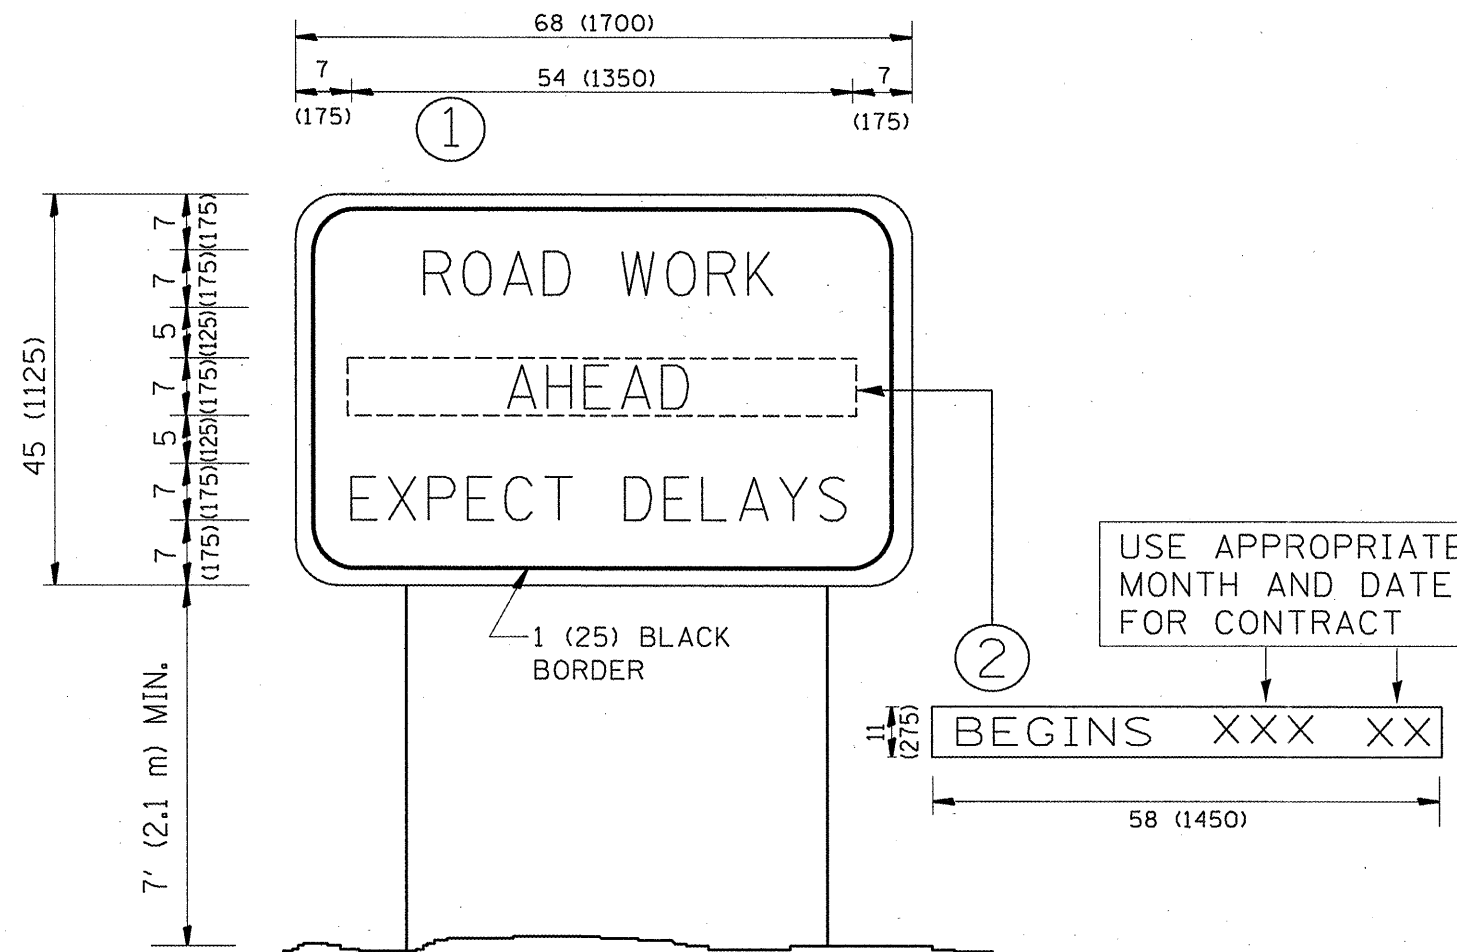 68 (1700)
7 54 (1350) 7
(175) (175)
1
45 (1125)
7 (175)
7 (175)
5 (125)
7 (175)
5 (125)
7 (175)
7 (175)
7' (2.1 m) MIN.
ROAD WORK
AHEAD
EXPECT DELAYS
1 (25) BLACK
BORDER
2
USE APPROPRIATE
MONTH AND DATE
FOR CONTRACT
11
(275)
BEGINS XXX XX
58 (1450)